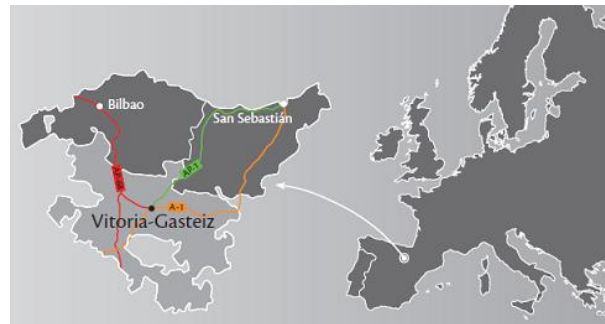 Bilbao
San Sebastián
AP-68
AP-1
A-1
Vitoria-Gasteiz